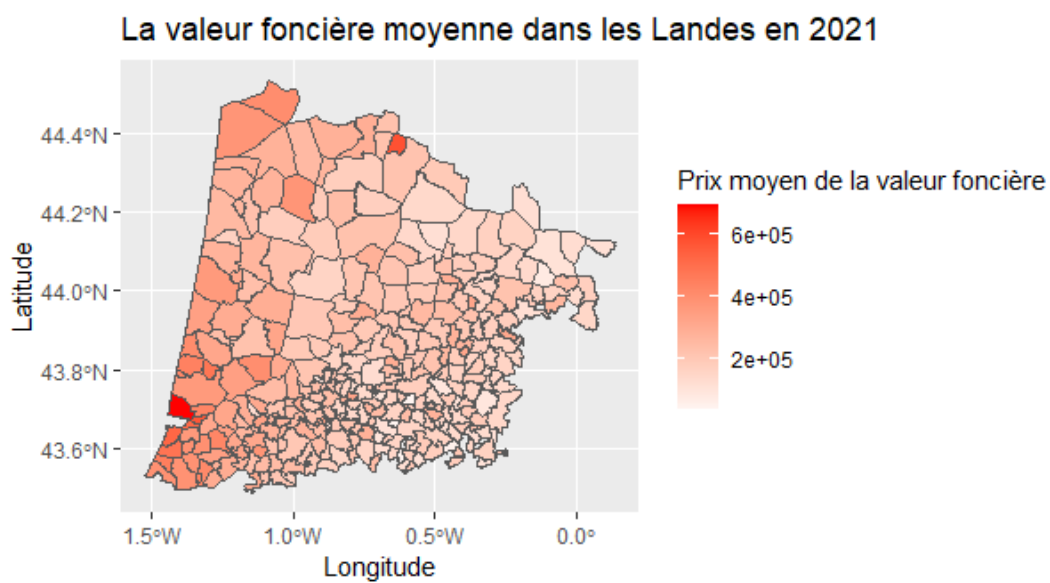 La valeur foncière moyenne dans les Landes en 2021
44.4°N
44.2°N
44.0°N
43.8°N
43.6°N
Latitude
1.5°W
1.0°W
0.5°W
0.0°
Longitude
Prix moyen de la valeur foncière
6e+05
4e+05
2e+05